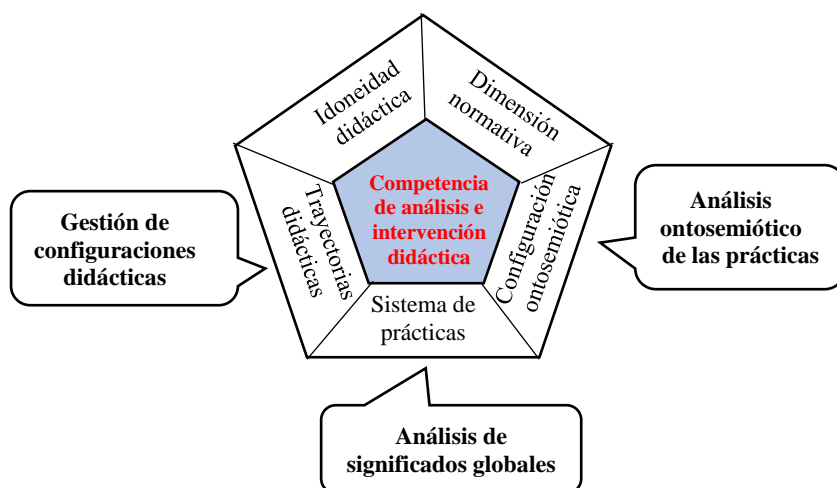 Idoneidad
didáctica
Dimensión
normativa
Competencia
de análisis e
intervención
didáctica
Trayectorias
didácticas
Configuración
ontosemiótica
Sistema de
prácticas
Gestión de
configuraciones
didácticas
Análisis
ontosemiótico
de las prácticas
Análisis de
significados globales